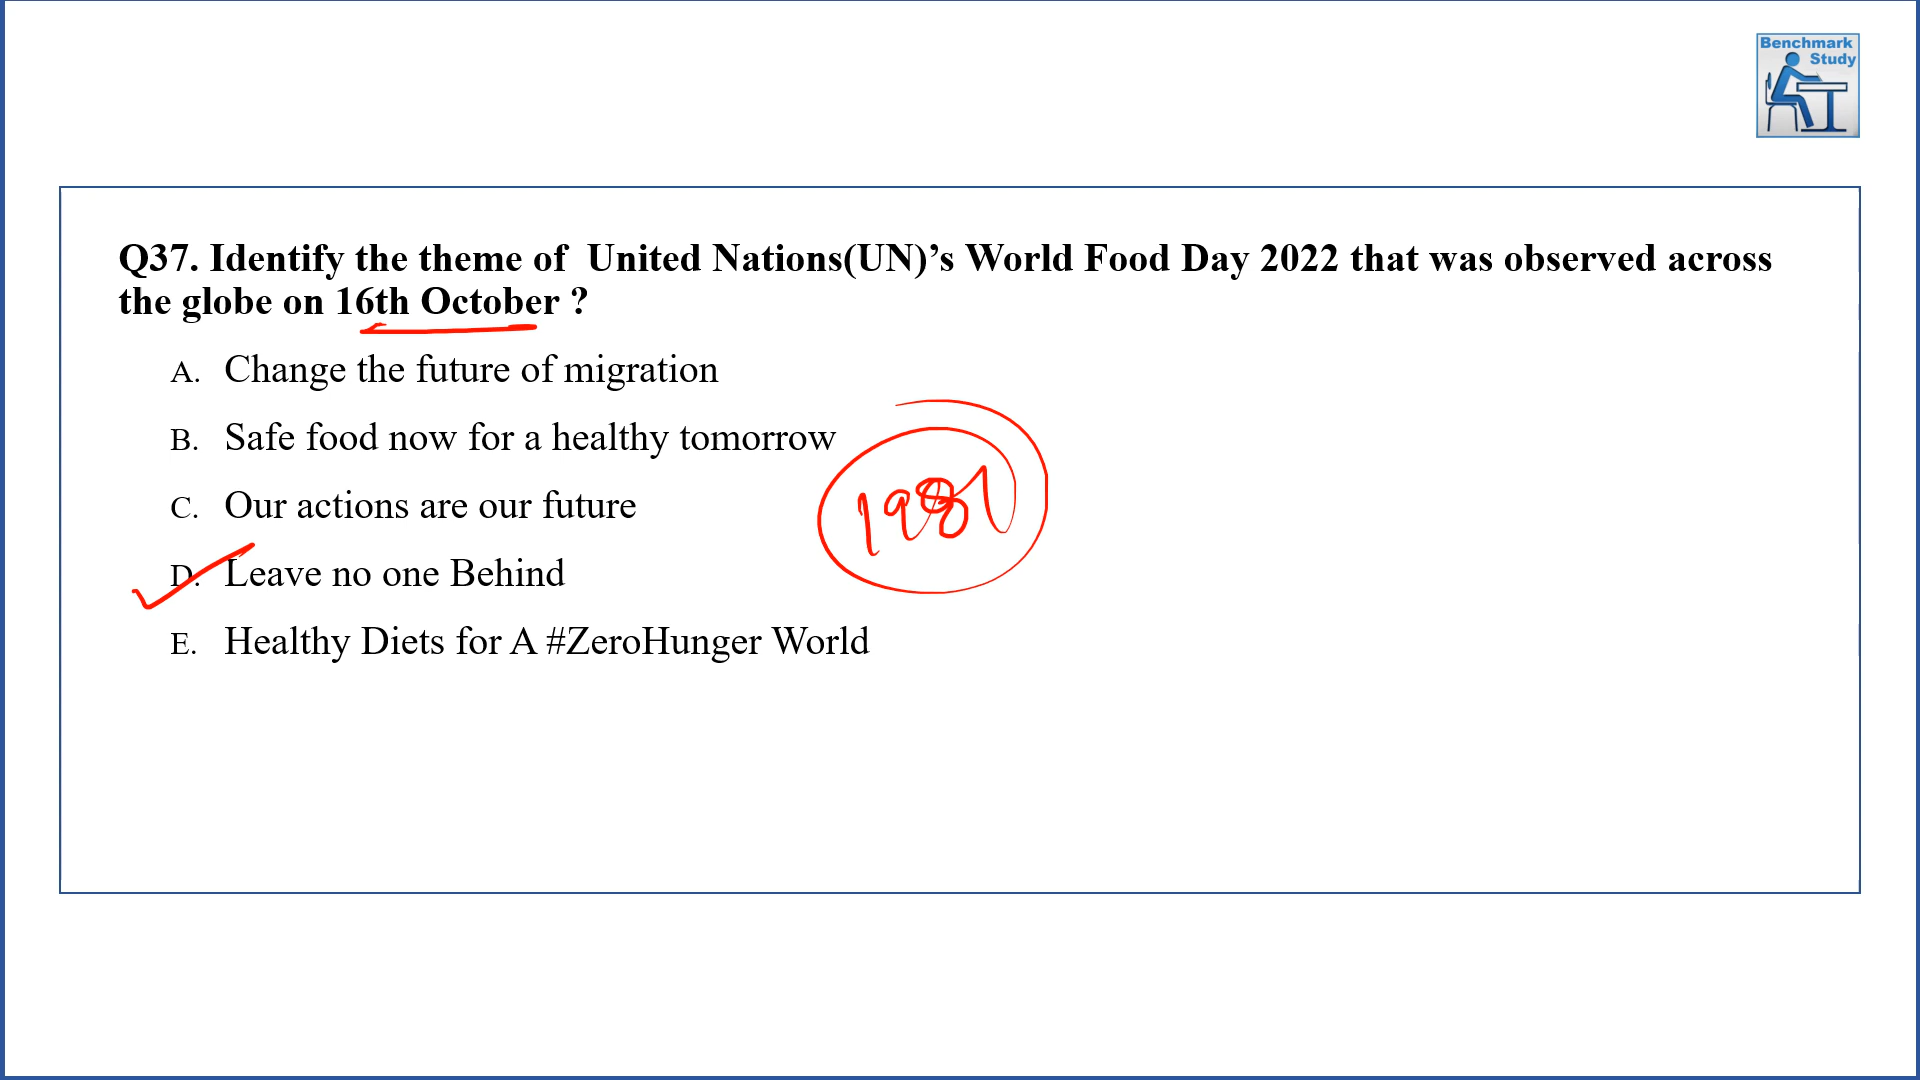 Benchmark
Study
Q37. Identify the theme of  United Nations(UN)’s World Food Day 2022 that was observed across
the globe on 16th October ?
A. Change the future of migration
B. Safe food now for a healthy tomorrow
C. Our actions are our future
1981
D. Leave no one Behind
E. Healthy Diets for A #ZeroHunger World